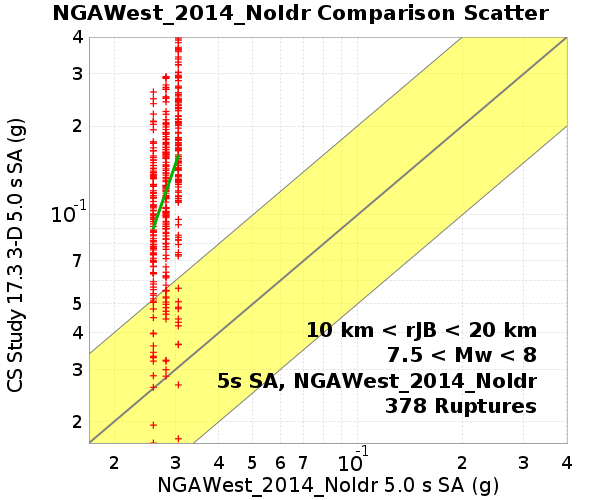 NGAWest_2014_NoIdr Comparison Scatter
CS Study 17.3 3-D 5.0 s SA (g)
4
3
2
10-1
7
5
4
3
2
10 km < rJB < 20 km
7.5 < Mw < 8
5s SA, NGAWest_2014_NoIdr
378 Ruptures
2 3 4 5 6 7 10-1 2 3 4
NGAWest_2014_NoIdr 5.0 s SA (g)